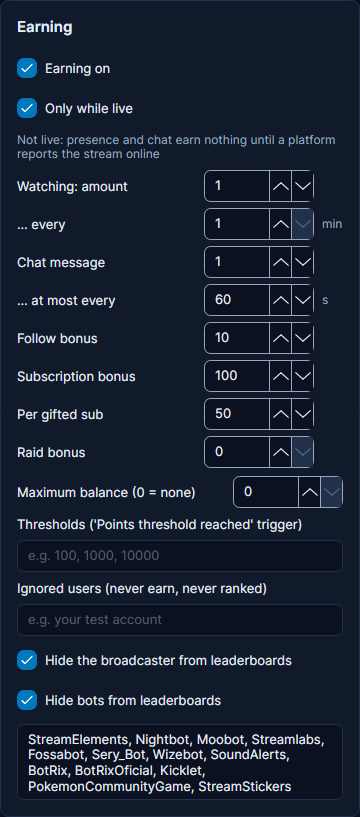 Earning
Earning on
Only while live
Not live: presence and chat earn nothing until a platform
reports the stream online
Watching: amount 1
... every 1 min
Chat message 1
... at most every 60 s
Follow bonus 10
Subscription bonus 100
Per gifted sub 50
Raid bonus 0
Maximum balance (0 = none) 0
Thresholds ('Points threshold reached' trigger)
e.g. 100, 1000, 10000
Ignored users (never earn, never ranked)
e.g. your test account
Hide the broadcaster from leaderboards
Hide bots from leaderboards
StreamElements, Nightbot, Moobot, Streamlabs,
Fossabot, Sery_Bot, Wizebot, SoundAlerts,
BotRix, BotRixOficial, Kicklet,
PokemonCommunityGame, StreamStickers